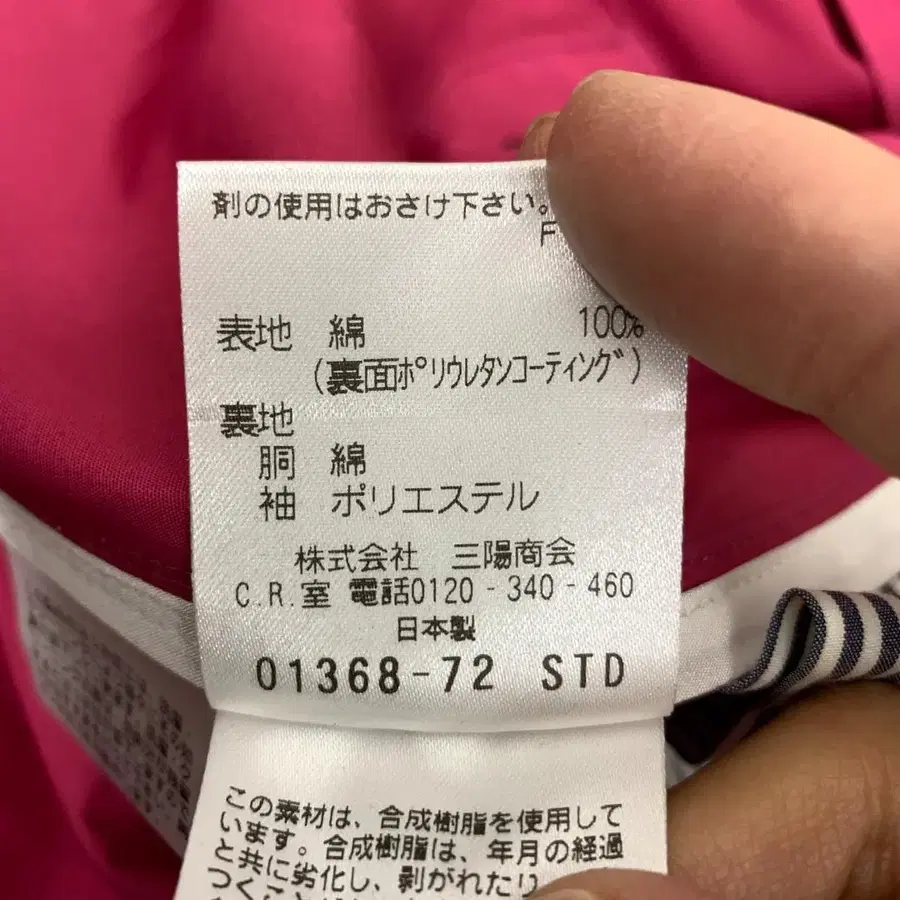 剤の使用はおさけ下さい。
F
表地 綿 100%
(裏面ポリウレタンコーティング)
裏地
胴 綿
袖 ポリエステル
株式会社 三陽商会
C.R.室 電話0120-340-460
日本製
01368-72 STD
この素材は、合成樹脂を使用して
います。合成樹脂は、年月の経過
と共に劣化し、剥がれたり